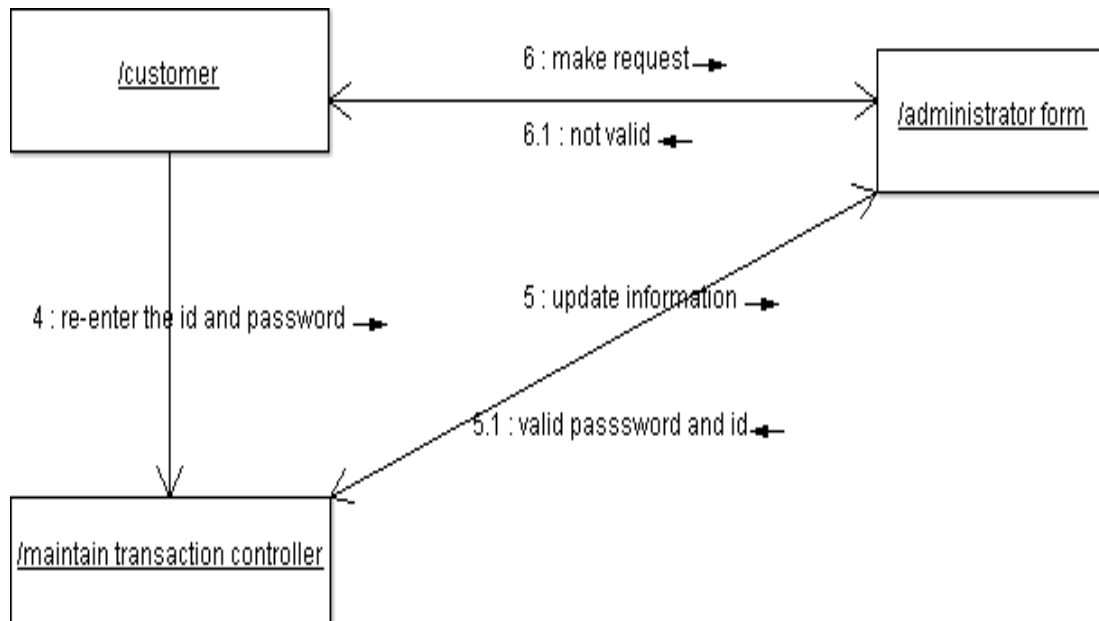 /customer
6 : make request
/administrator form
6.1 : not valid
4 : re-enter the id and password
5 : update information
5.1 : valid passsword and id
/maintain transaction controller